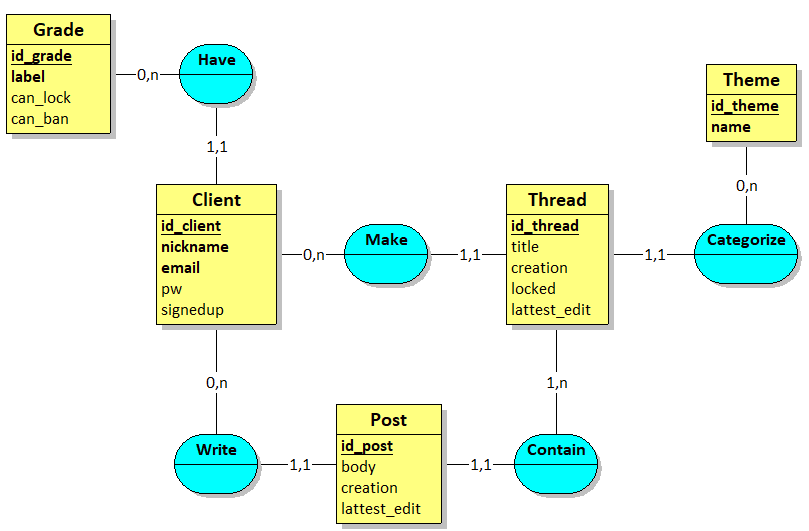 Grade
id_grade
label
can_lock
can_ban
0,n
Have
1,1
Theme
id_theme
name
0,n
Client
id_client
nickname
email
pw
signedup
0,n
Make
1,1
Thread
id_thread
title
creation
locked
lattest_edit
1,1
Categorize
0,n
1,n
Write
1,1
Post
id_post
body
creation
lattest_edit
1,1
Contain